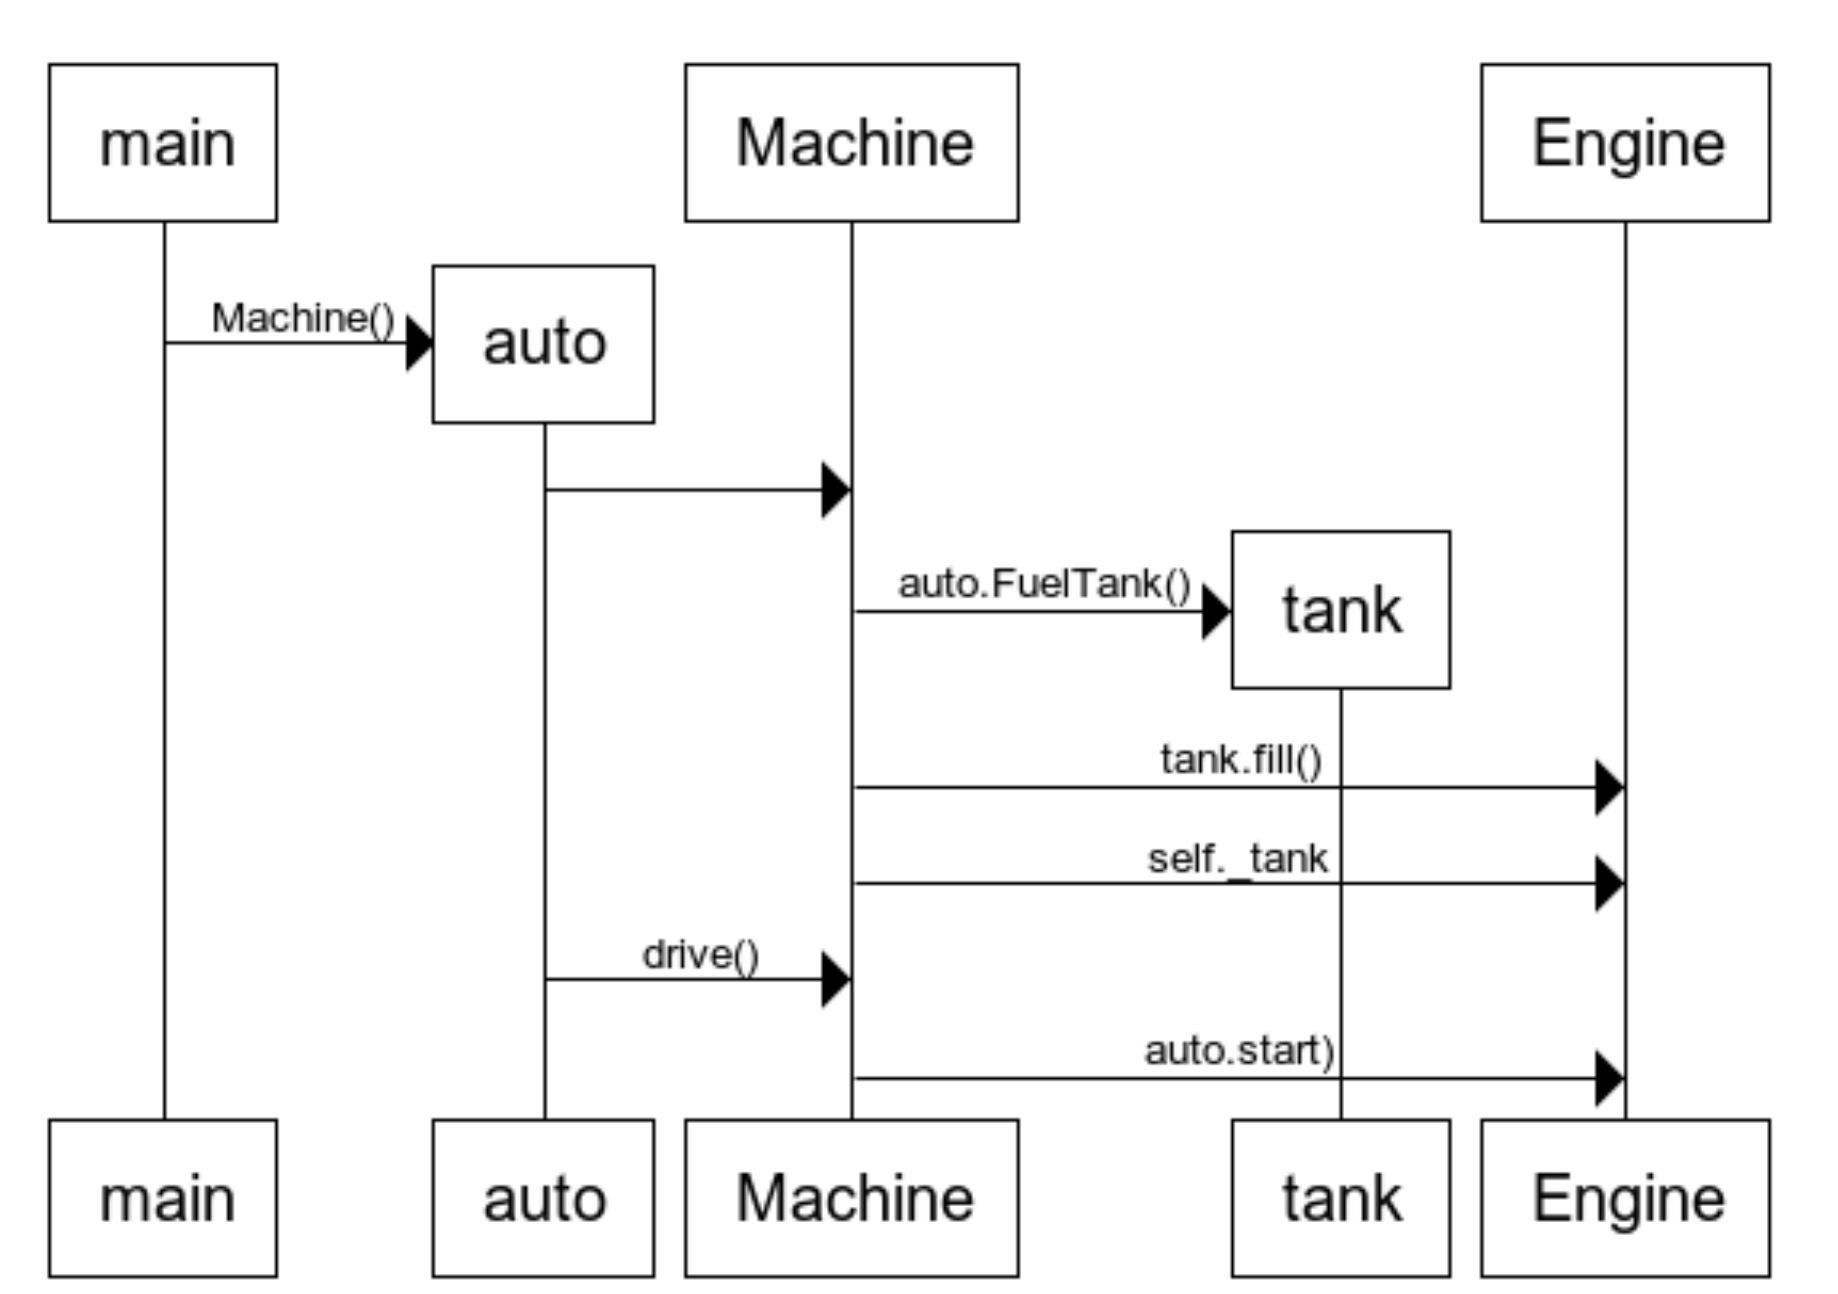 main
Machine
Engine
Machine()
auto
auto.FuelTank()
tank
tank.fill()
self._tank
drive()
auto.start)
main
auto
Machine
tank
Engine